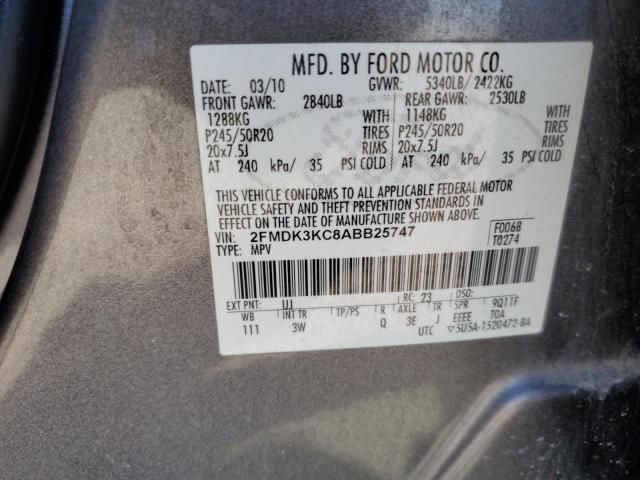 MFD. BY FORD MOTOR CO.
DATE: 03/10 GVWR: 5340LB/ 2422KG
FRONT GAWR: 2840LB REAR GAWR: 2530LB
1288KG WITH 1148KG WITH
P245/50R20 TIRES P245/50R20 TIRES
20x7.5J RIMS 20x7.5J RIMS
AT 240 kPa/ 35 PSI COLD AT 240 kPa/ 35 PSI COLD
THIS VEHICLE CONFORMS TO ALL APPLICABLE FEDERAL MOTOR
VEHICLE SAFETY AND THEFT PREVENTION STANDARDS IN
EFFECT ON THE DATE OF MANUFACTURE SHOWN ABOVE.
VIN: 2FMDK3KC8ABB25747 F0068
TYPE: MPV T0274
EXT PNT: UJ RC: 23 DSO:
WB INT TR TP/PS R AXLE TR SPR 9Q11F
111 3W Q 3E J EEEE T0A
UTC ▽5U5A-1520472-BA